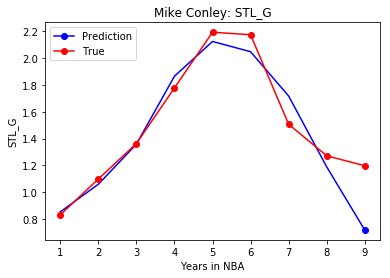 Mike Conley: STL_G
Prediction
True
STL_G
2.2
2.0
1.8
1.6
1.4
1.2
1.0
0.8
1 2 3 4 5 6 7 8 9
Years in NBA